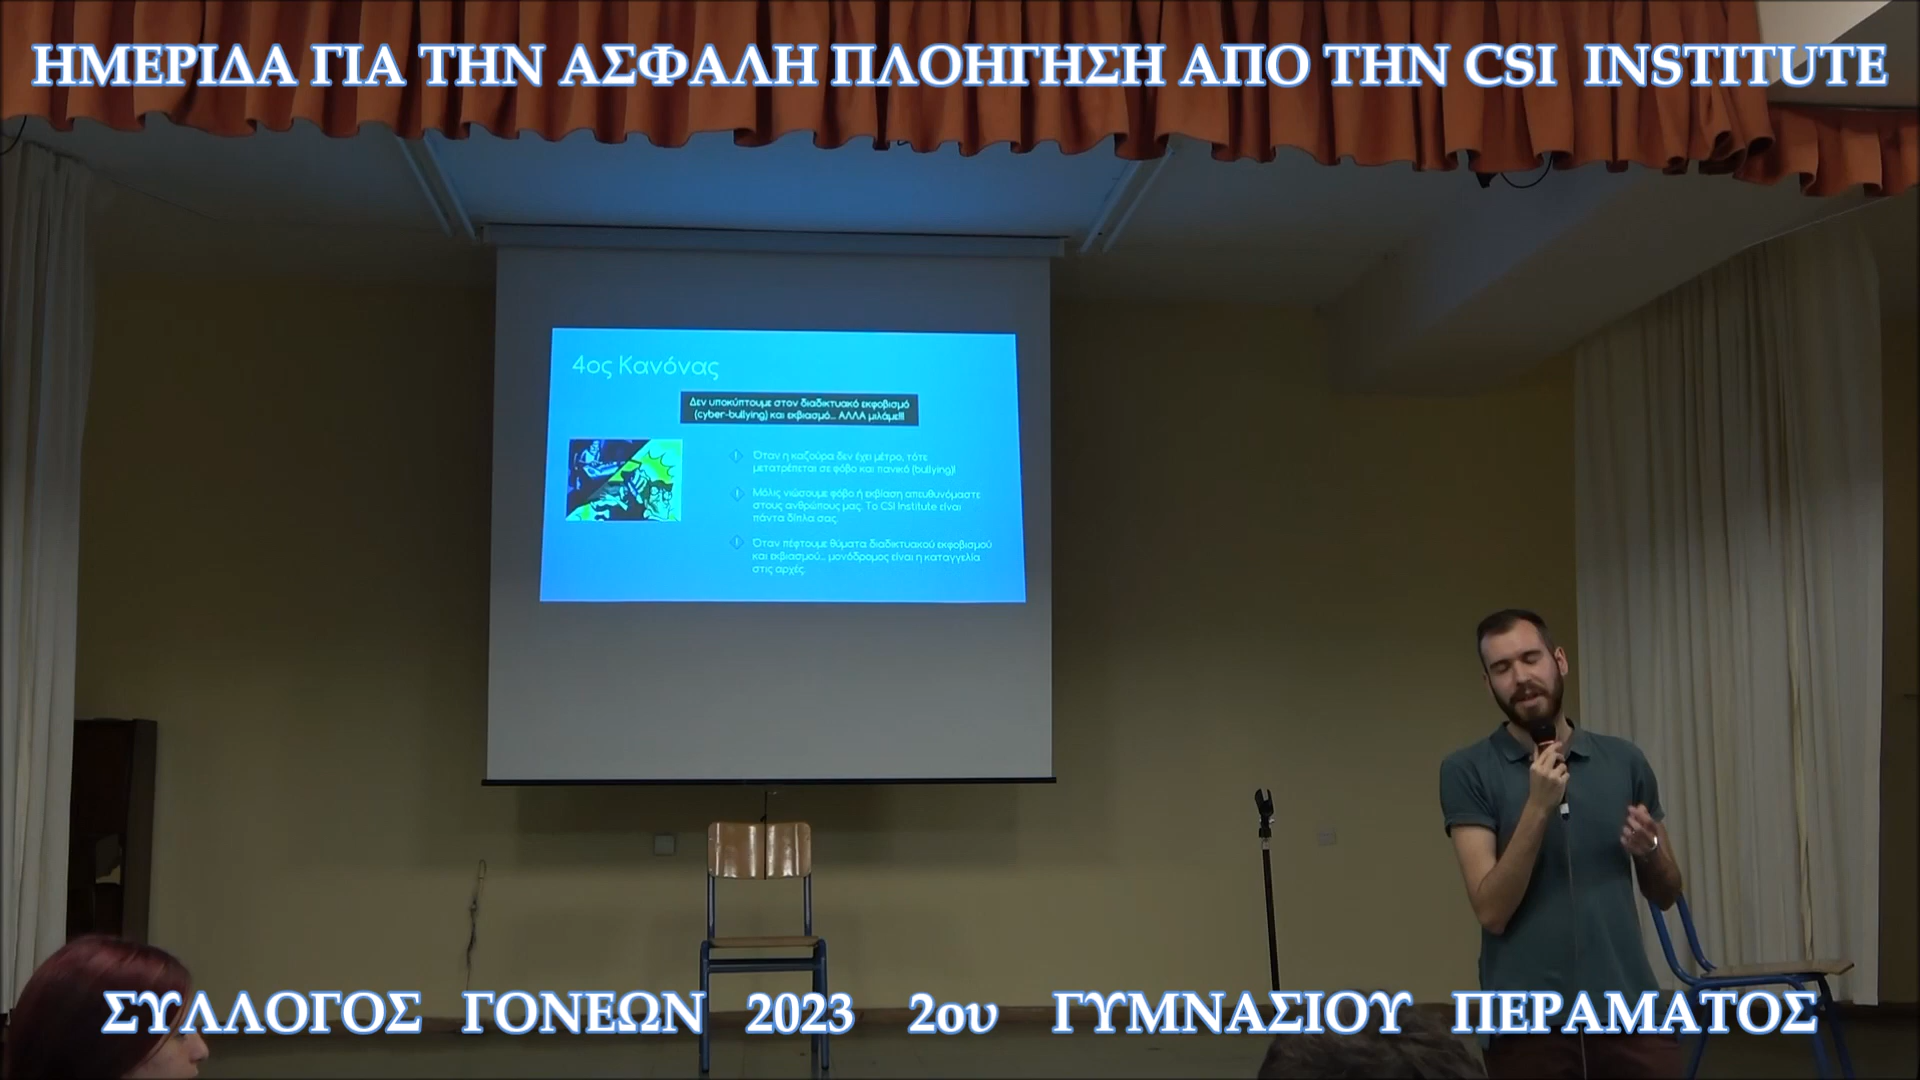 ΗΜΕΡΙΔΑ ΓΙΑ ΤΗΝ ΑΣΦΑΛΗ ΠΛΟΗΓΗΣΗ ΑΠΟ ΤΗΝ CSI INSTITUTE
4ος Κανόνας
Δεν υποκύπτουμε στον διαδικτυακό εκφοβισμό
(cyber-bullying) και εκβιασμό... ΑΛΛΑ μιλάμε!!!
Όταν η καζούρα δεν έχει μέτρο, τότε
μετατρέπεται σε φόβο και πανικό (bullying)!
Μόλις νιώσουμε φόβο ή εκβίαση απευθυνόμαστε
στους ανθρώπους μας. Το CSI Institute είναι
πάντα δίπλα σας.
Όταν πέφτουμε θύματα διαδικτυακού εκφοβισμού
και εκβιασμού... μονόδρομος είναι η καταγγελία
στις αρχές.
ΣΥΛΛΟΓΟΣ ΓΟΝΕΩΝ 2023 2ου ΓΥΜΝΑΣΙΟΥ ΠΕΡΑΜΑΤΟΣ